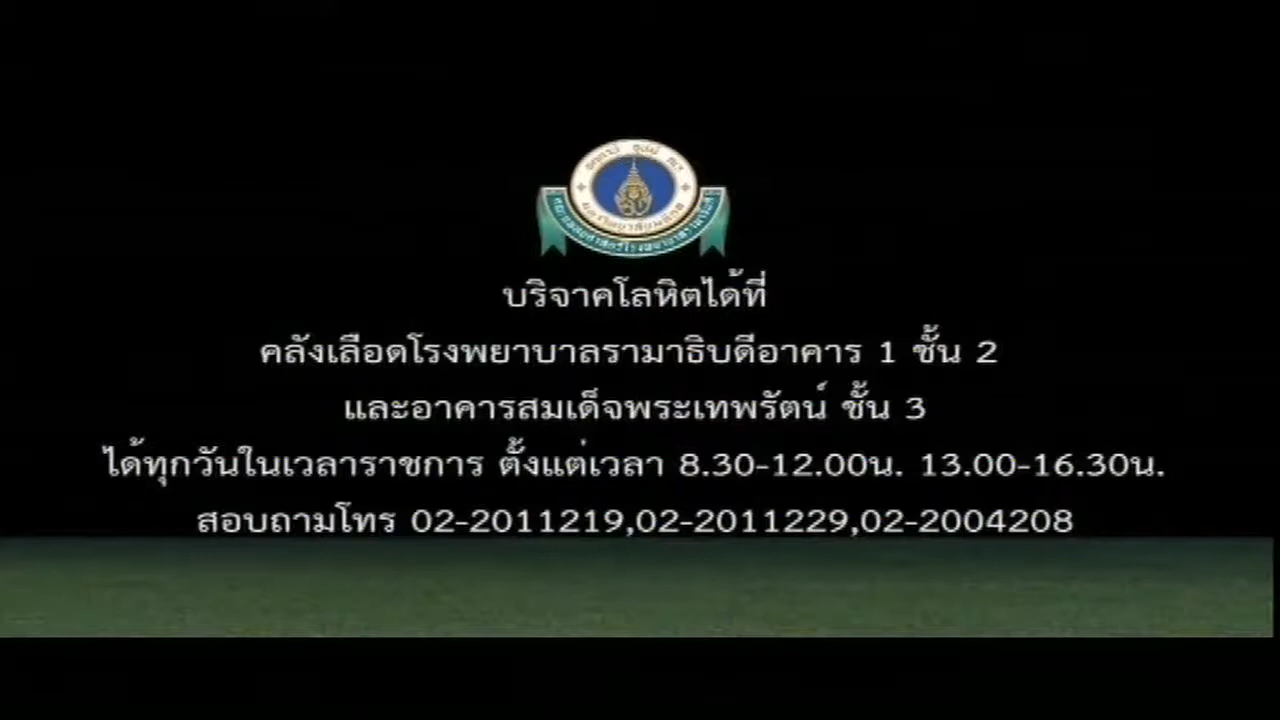 บริจาคโลหิตได้ที่
คลังเลือดโรงพยาบาลรามาธิบดีอาคาร 1 ชั้น 2
และอาคารสมเด็จพระเทพรัตน์ ชั้น 3
ได้ทุกวันในเวลาราชการ ตั้งแต่เวลา 8.30-12.00น. 13.00-16.30น.
สอบถามโทร 02-2011219,02-2011229,02-2004208